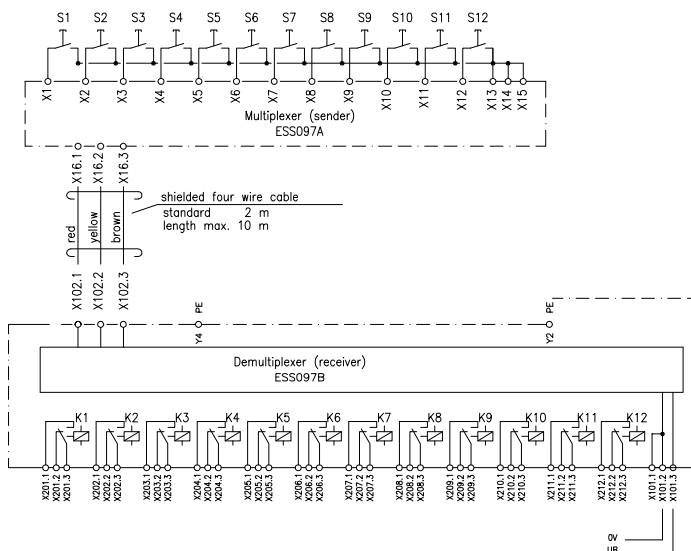 S1 S2 S3 S4 S5 S6 S7 S8 S9 S10 S11 S12
X1 X2 X3 X4 X5 X6 X7 X8 X9 X10 X11 X12 X13 X14 X15
Multiplexer (sender)
ESS097A
X16.1 X16.2 X16.3
shielded four wire cable
standard 2 m
length max. 10 m
red yellow brown
X102.1 X102.2 X102.3
PE PE
Y4 Y2
Demultiplexer (receiver)
ESS097B
K1 K2 K3 K4 K5 K6 K7 K8 K9 K10 K11 K12
X201.1 X201.2 X201.3 X202.1 X202.2 X202.3 X203.1 X203.2 X203.3 X204.1 X204.2 X204.3 X205.1 X205.2 X205.3 X206.1 X206.2 X206.3 X207.1 X207.2 X207.3 X208.1 X208.2 X208.3 X209.1 X209.2 X209.3 X210.1 X210.2 X210.3 X211.1 X211.2 X211.3 X212.1 X212.2 X212.3 X101.1 X101.2 X101.3
0V
UB